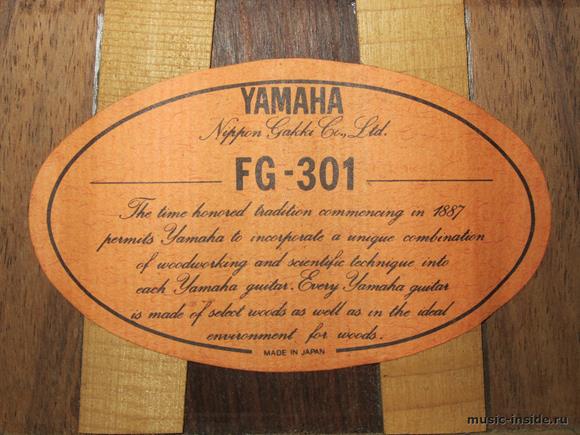 YAMAHA
Nippon Gakki Co., Ltd.
FG-301
The time honored tradition commencing in 1887
permits Yamaha to incorporate a unique combination
of woodworking and scientific technique into
each Yamaha guitar. Every Yamaha guitar
is made of select woods as well as in the ideal
environment for woods.
MADE IN JAPAN
music-inside.ru